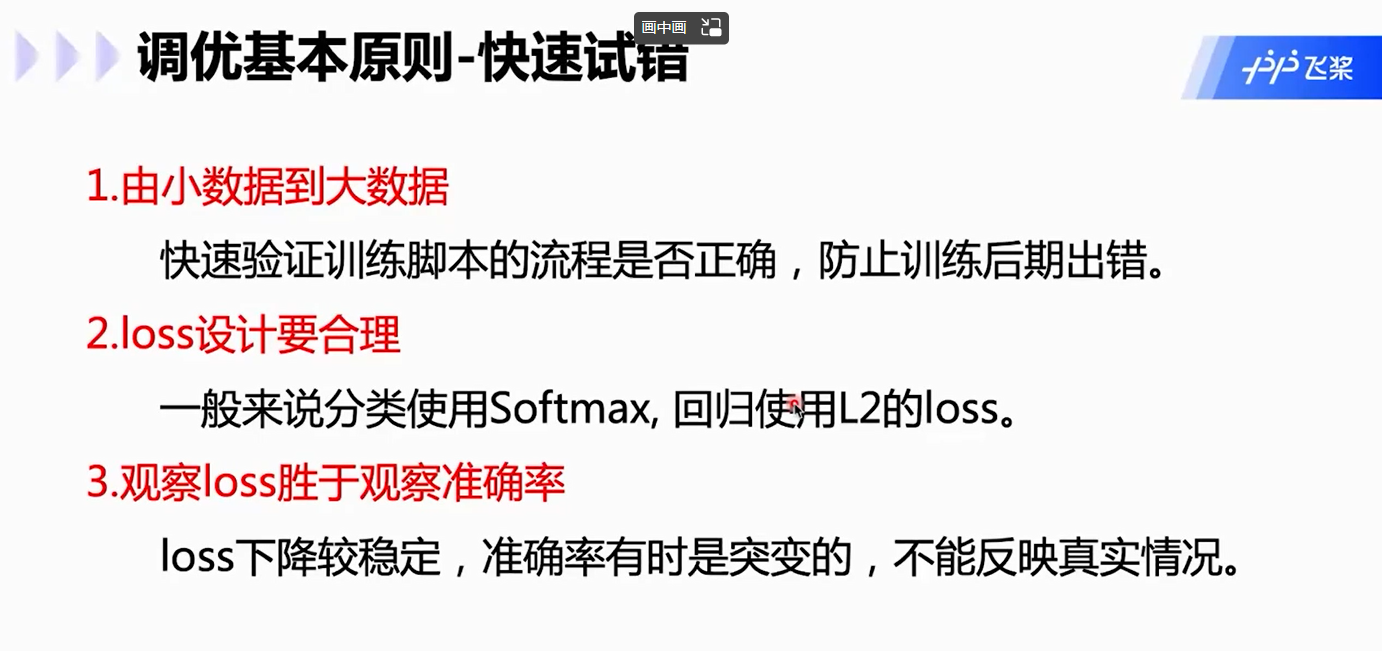 画中画
调优基本原则-快速试错
飞桨
1.由小数据到大数据
快速验证训练脚本的流程是否正确，防止训练后期出错。
2.loss设计要合理
一般来说分类使用Softmax, 回归使用L2的loss。
3.观察loss胜于观察准确率
loss下降较稳定，准确率有时是突变的，不能反映真实情况。